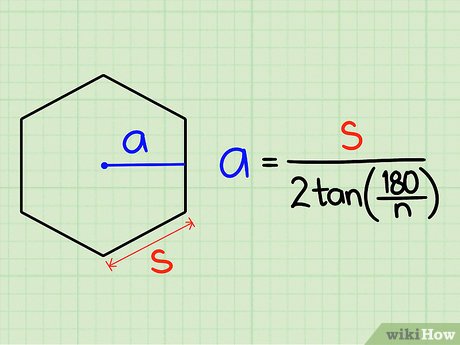 a
s
a = s / 2tan(180/n)
wikiHow